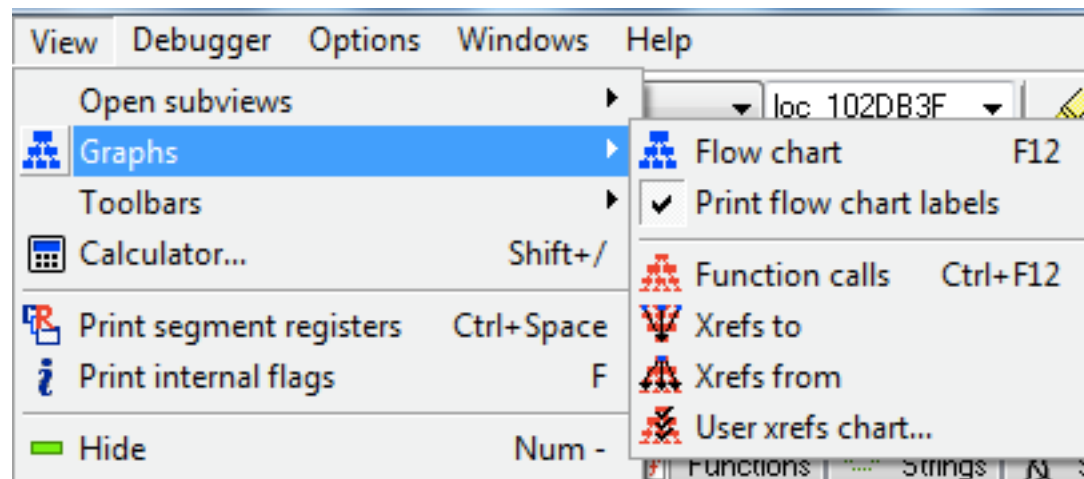 View Debugger Options Windows Help
Open subviews
loc_102DB3F
Graphs
Flow chart F12
Toolbars
Print flow chart labels
Calculator... Shift+/
Function calls Ctrl+F12
Print segment registers Ctrl+Space
Xrefs to
Print internal flags F
Xrefs from
User xrefs chart...
Hide Num -
Functions Strings